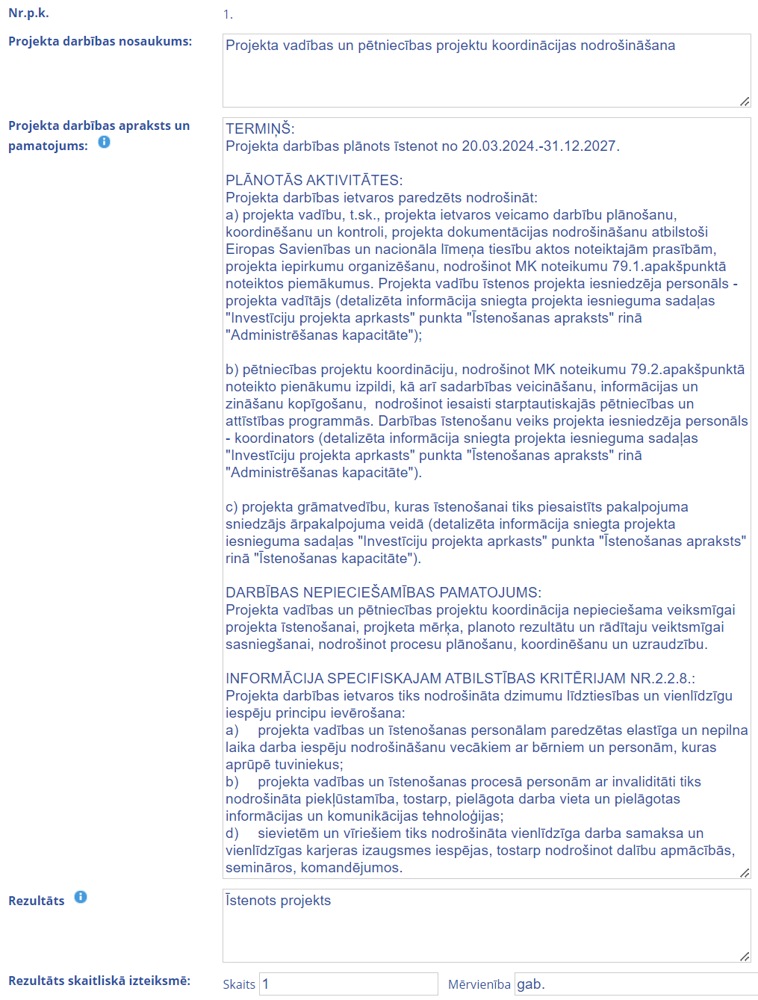 Nr.p.k.
1.
Projekta darbības nosaukums:
Projekta vadības un pētniecības projektu koordinācijas nodrošināšana
Projekta darbības apraksts un
pamatojums:
TERMIŅŠ:
Projekta darbības plānots īstenot no 20.03.2024.-31.12.2027.
PLĀNOTĀS AKTIVITĀTES:
Projekta darbības ietvaros paredzēts nodrošināt:
a) projekta vadību, t.sk., projekta ietvaros veicamo darbību plānošanu,
koordinēšanu un kontroli, projekta dokumentācijas nodrošināšanu atbilstoši
Eiropas Savienības un nacionāla līmeņa tiesību aktos noteiktajām prasībām,
projekta iepirkumu organizēšanu, nodrošinot MK noteikumu 79.1.apakšpunktā
noteiktos piemākumus. Projekta vadību īstenos projekta iesniedzēja personāls -
projekta vadītājs (detalizēta informācija sniegta projekta iesnieguma sadaļas
"Investīciju projekta aprkasts" punkta "Īstenošanas apraksts" rinā
"Administrēšanas kapacitāte");
b) pētniecības projektu koordināciju, nodrošinot MK noteikumu 79.2.apakšpunktā
noteikto pienākumu izpildi, kā arī sadarbības veicināšanu, informācijas un
zināšanu kopīgošanu,  nodrošinot iesaisti starptautiskajās pētniecības un
attīstības programmās. Darbības īstenošanu veiks projekta iesniedzēja personāls
- koordinators (detalizēta informācija sniegta projekta iesnieguma sadaļas
"Investīciju projekta aprkasts" punkta "Īstenošanas apraksts" rinā
"Administrēšanas kapacitāte").
c) projekta grāmatvedību, kuras īstenošanai tiks piesaistīts pakalpojuma
sniedzājs ārpakalpojuma veidā (detalizēta informācija sniegta projekta
iesnieguma sadaļas "Investīciju projekta aprkasts" punkta "Īstenošanas apraksts"
rinā "Īstenošanas kapacitāte").
DARBĪBAS NEPIECIEŠAMĪBAS PAMATOJUMS:
Projekta vadības un pētniecības projektu koordinācija nepieciešama veiksmīgai
projekta īstenošanai, projketa mērķa, planoto rezultātu un rādītaju veiktsmīgai
sasniegšanai, nodrošinot procesu plānošanu, koordinēšanu un uzraudzību.
INFORMĀCIJA SPECIFISKAJAM ATBILSTĪBAS KRITĒRIJAM NR.2.2.8.:
Projekta darbības ietvaros tiks nodrošināta dzimumu līdztiesības un vienlīdzīgu
iespēju principu ievērošana:
a) projekta vadības un īstenošanas personālam paredzētas elastīga un nepilna
laika darba iespēju nodrošināšanu vecākiem ar bērniem un personām, kuras
aprūpē tuviniekus;
b) projekta vadības un īstenošanas procesā personām ar invaliditāti tiks
nodrošināta piekļūstamība, tostarp, pielāgota darba vieta un pielāgotas
informācijas un komunikācijas tehnoloģijas;
d) sievietēm un vīriešiem tiks nodrošināta vienlīdzīga darba samaksa un
vienlīdzīgas karjeras izaugsmes iespējas, tostarp nodrošinot dalību apmācībās,
semināros, komandējumos.
Rezultāts
Īstenots projekts
Rezultāts skaitliskā izteiksmē:
Skaits 1 Mērvienība gab.